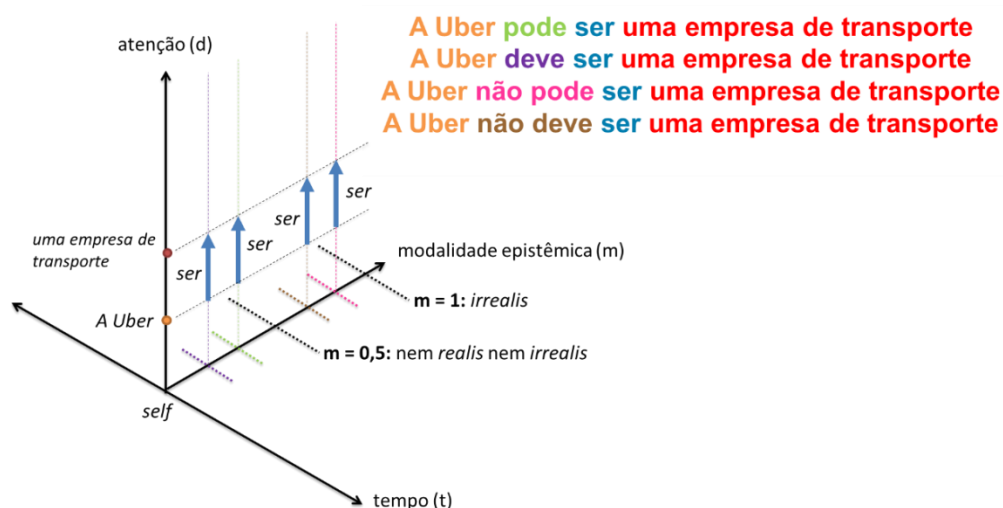 A Uber pode ser uma empresa de transporte
A Uber deve ser uma empresa de transporte
A Uber não pode ser uma empresa de transporte
A Uber não deve ser uma empresa de transporte
atenção (d)
ser
ser
ser
ser
uma empresa de
transporte
modalidade epistêmica (m)
m = 1: irrealis
A Uber
m = 0,5: nem realis nem irrealis
self
tempo (t)